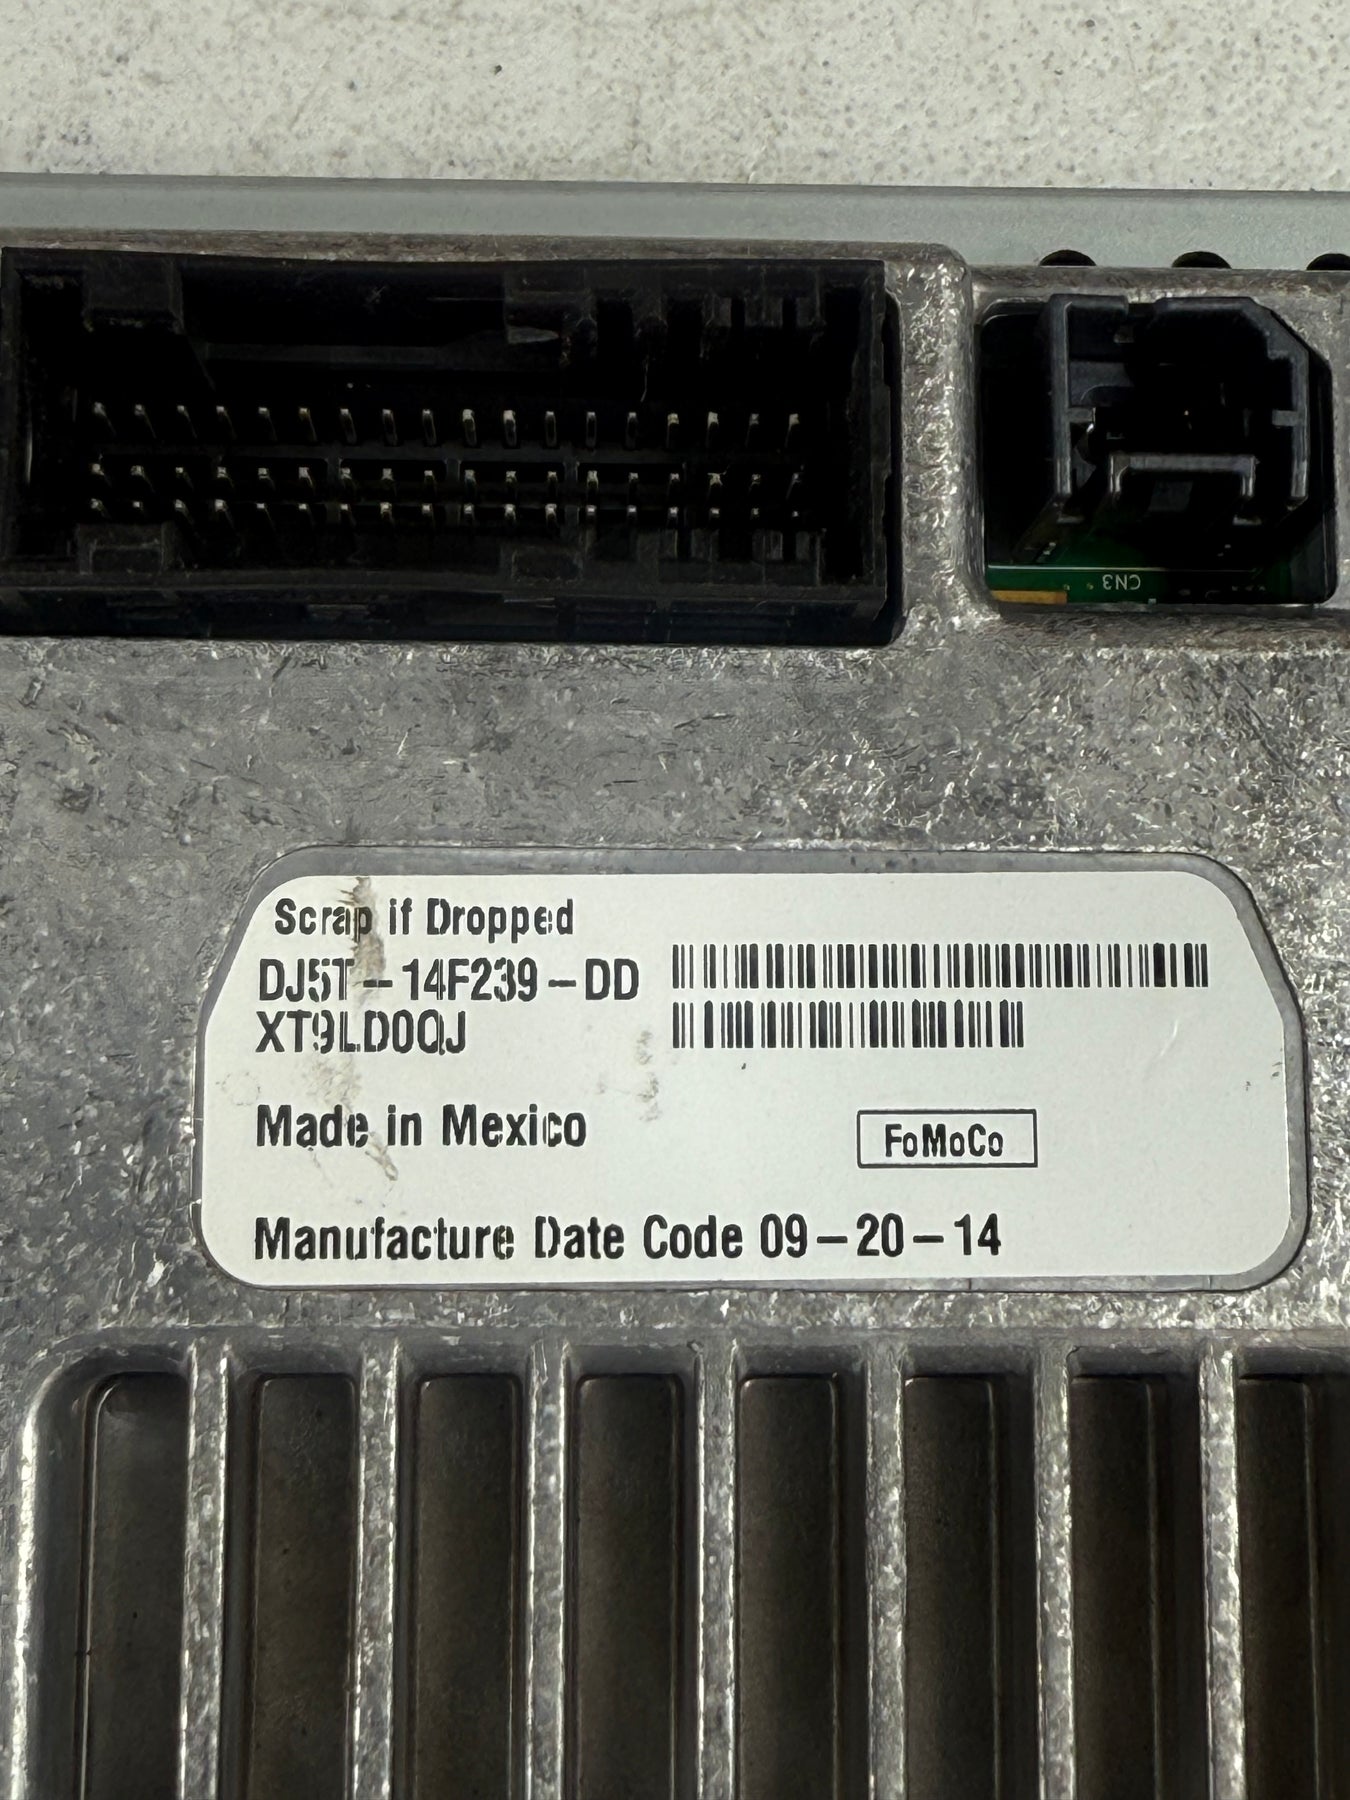 CN3
Scrap if Dropped
DJ5T-14F239-DD
XT9LD0QJ
Made in Mexico
FoMoCo
Manufacture Date Code 09-20-14